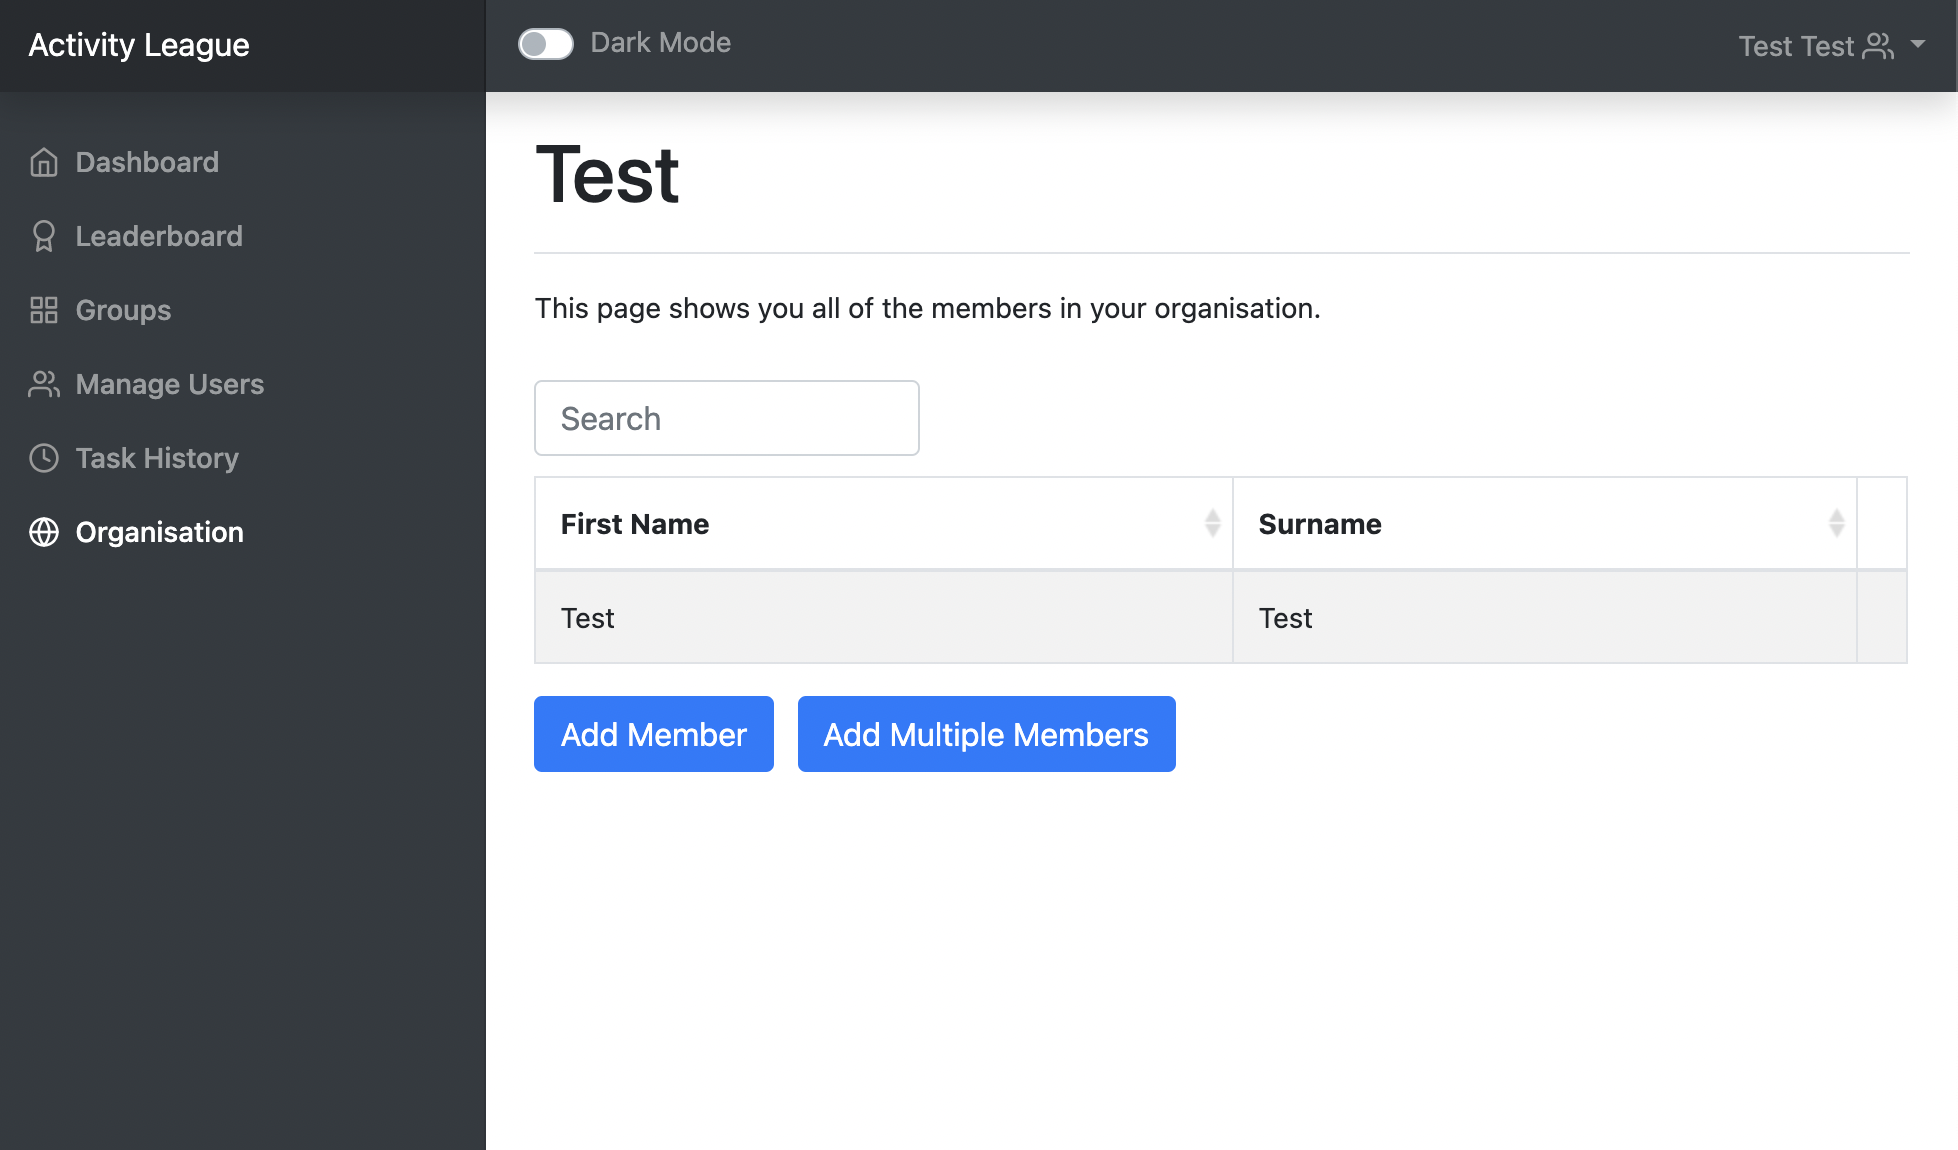 Activity League
Dark Mode
Test Test
Dashboard
Leaderboard
Groups
Manage Users
Task History
Organisation
Test
This page shows you all of the members in your organisation.
Search
First Name Surname
Test Test
Add Member Add Multiple Members